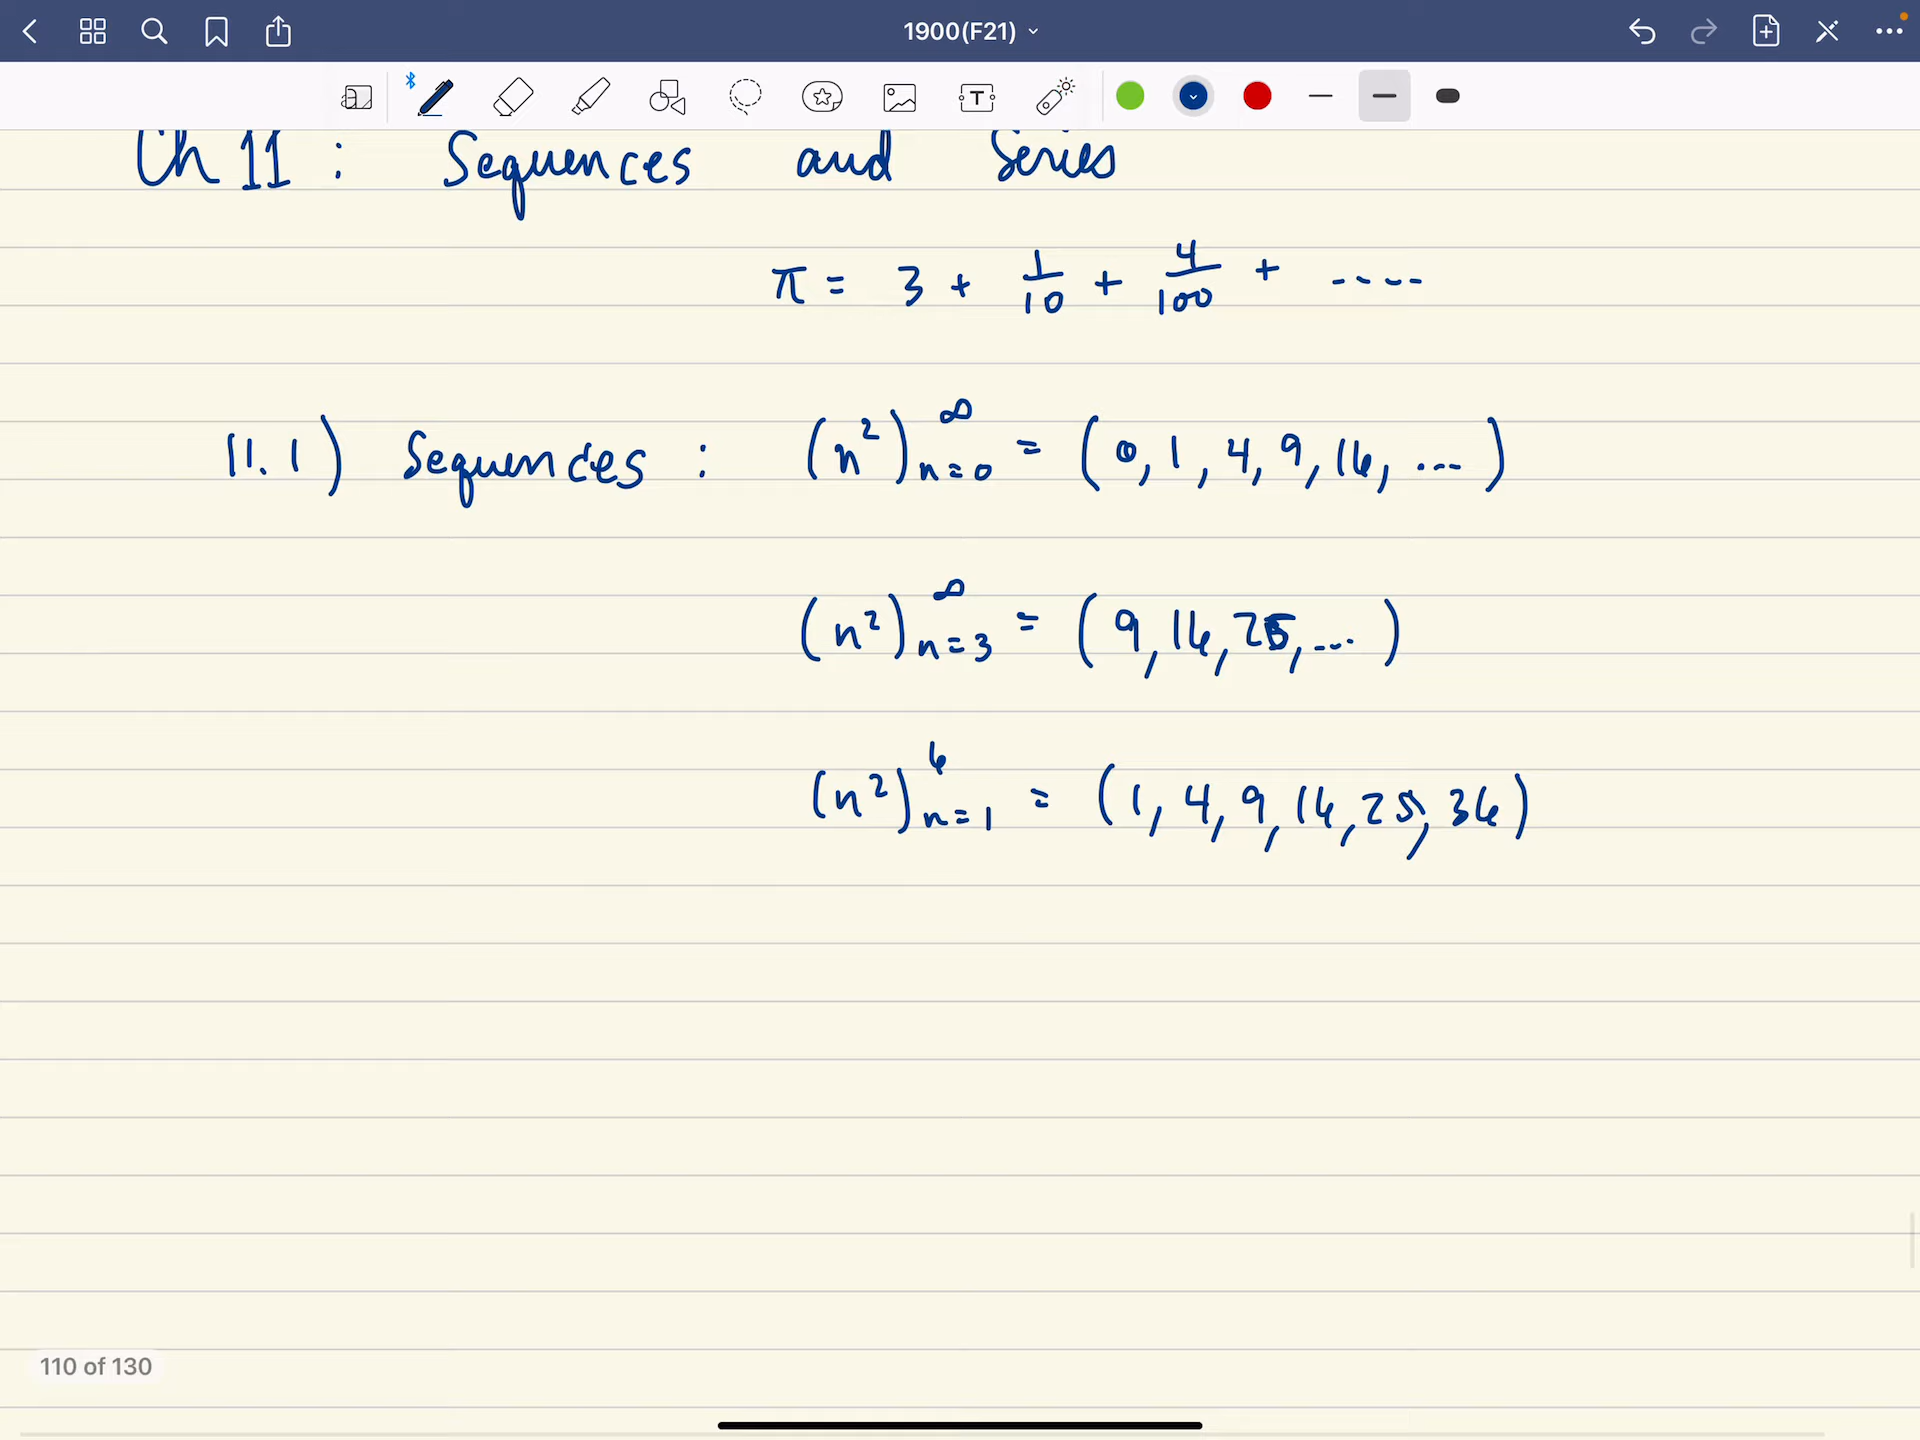 1900(F21)
Ch 11 : Sequences and Series
π = 3 + 1/10 + 4/100 + ----
11.1) Sequences : (n²)ₙ₌₀^∞ = (0, 1, 4, 9, 16, ...)
(n²)ₙ₌₃^∞ = (9, 16, 25, ...)
(n²)ₙ₌₁^6 = (1, 4, 9, 16, 25, 36)
110 of 130